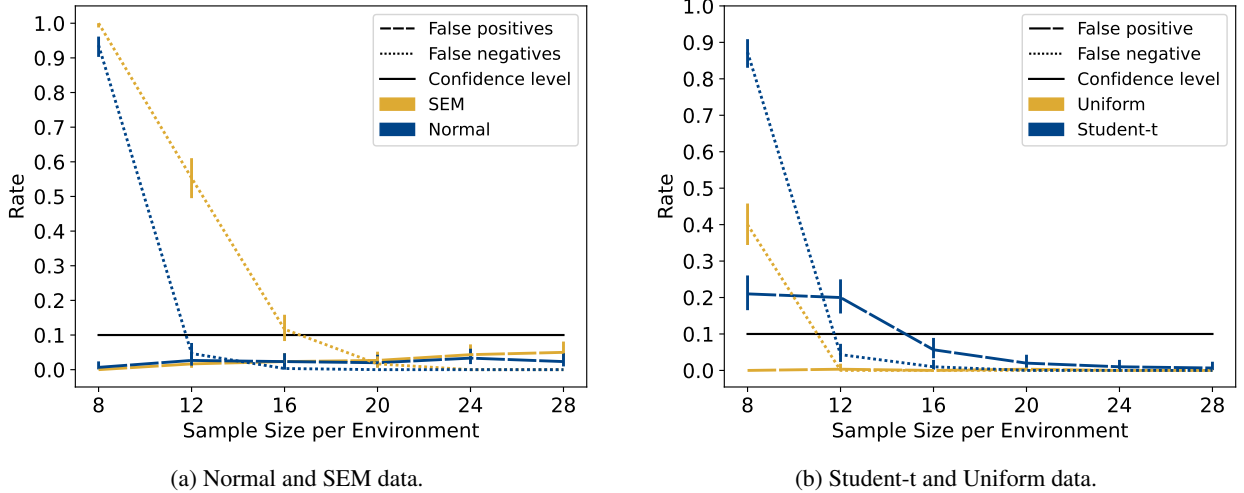 1.0
0.9
0.8
0.7
0.6
0.5
0.4
0.3
0.2
0.1
0.0
Rate
8 12 16 20 24 28
Sample Size per Environment
False positives
False negatives
Confidence level
SEM
Normal
(a) Normal and SEM data.
1.0
0.9
0.8
0.7
0.6
0.5
0.4
0.3
0.2
0.1
0.0
Rate
8 12 16 20 24 28
Sample Size per Environment
False positive
False negative
Confidence level
Uniform
Student-t
(b) Student-t and Uniform data.